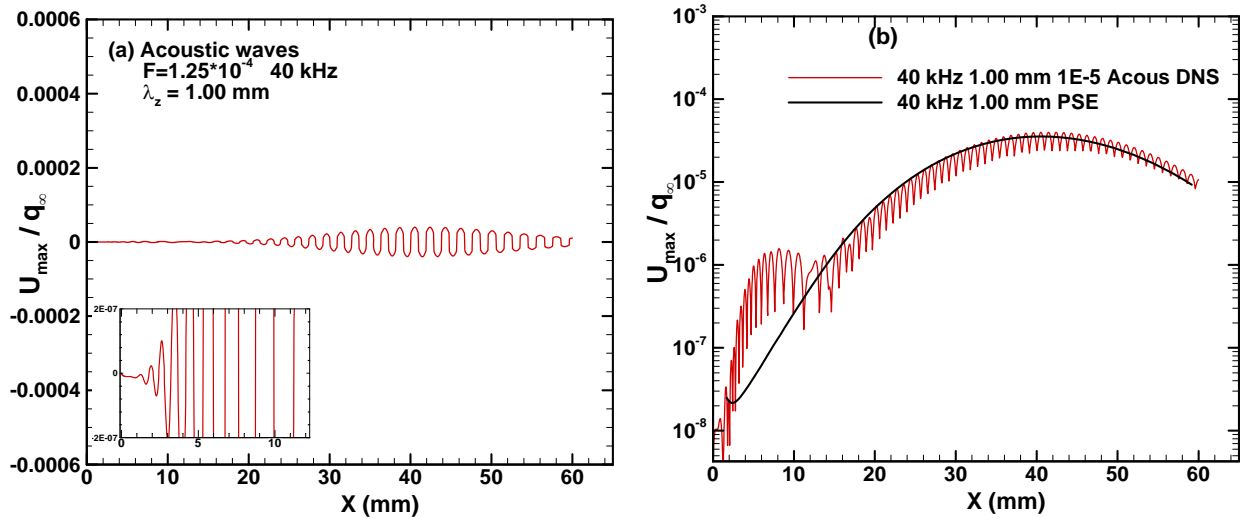 (a) Acoustic waves
F=1.25*10⁻⁴ 40 kHz
λz = 1.00 mm
0.0006
0.0004
0.0002
0
-0.0002
-0.0004
-0.0006
Umax / q∞
2E-07
0
-2E-07
0 5 10
0 10 20 30 40 50 60
X (mm)
(b)
40 kHz 1.00 mm 1E-5 Acous DNS
40 kHz 1.00 mm PSE
10⁻³
10⁻⁴
10⁻⁵
10⁻⁶
10⁻⁷
10⁻⁸
Umax / q∞
0 10 20 30 40 50 60
X (mm)